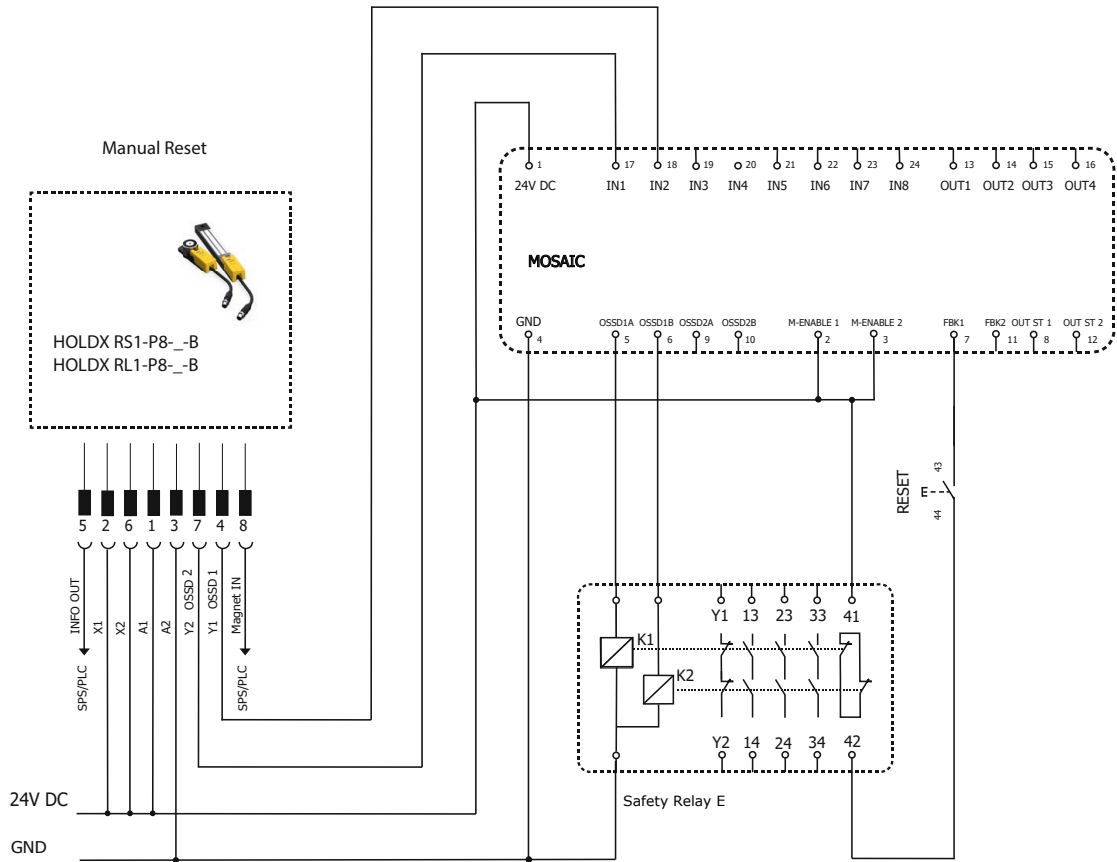 Manual Reset
HOLDX RS1-P8-_-B
HOLDX RL1-P8-_-B
5 2 6 1 3 7 4 8
INFO OUT
X1
X2
A1
A2
Y2 OSSD 2
Y1 OSSD 1
Magnet IN
SPS/PLC
SPS/PLC
24V DC
GND
1 17 18 19 20 21 22 23 24 13 14 15 16
24V DC IN1 IN2 IN3 IN4 IN5 IN6 IN7 IN8 OUT1 OUT2 OUT3 OUT4
MOSAIC
GND OSSD1A OSSD1B OSSD2A OSSD2B M-ENABLE 1 M-ENABLE 2 FBK1 FBK2 OUT ST 1 OUT ST 2
4 5 6 9 10 2 3 7 11 8 12
RESET
E
43
44
Y1 13 23 33 41
K1
K2
Y2 14 24 34 42
Safety Relay E